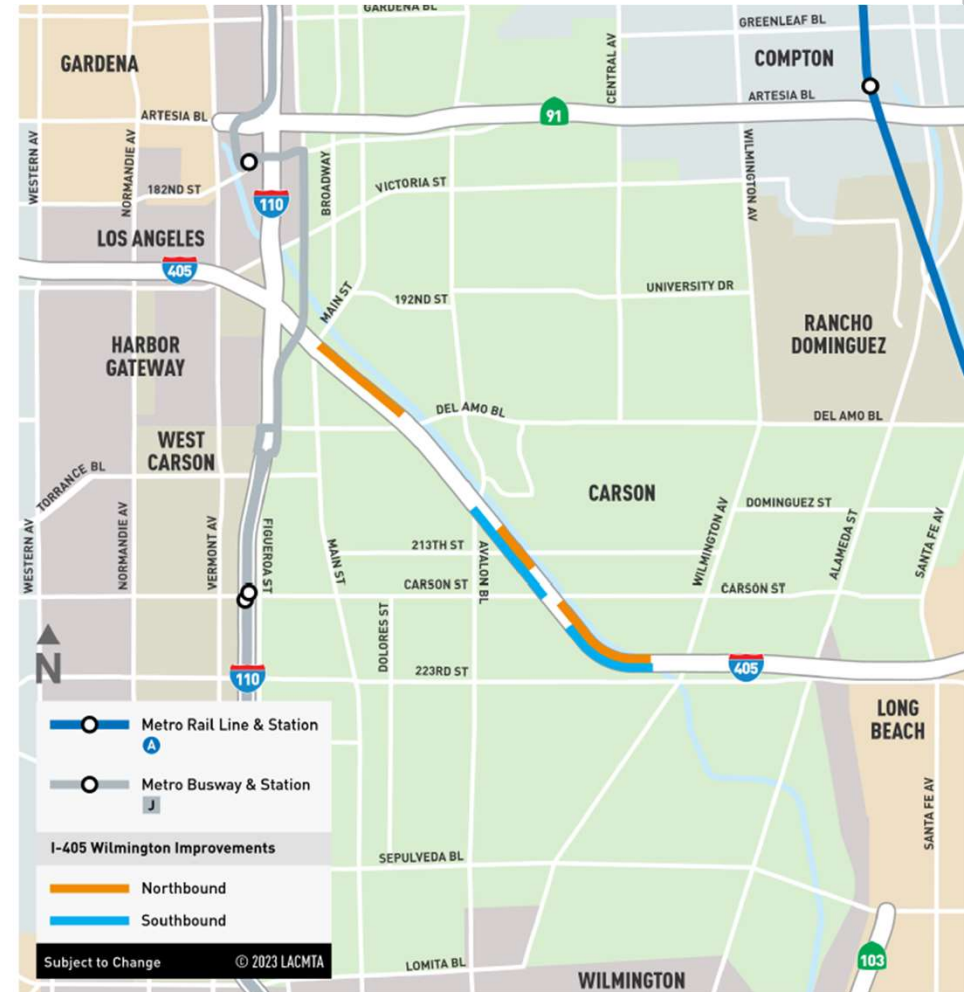 GARDENA BL
GREENLEAF BL
GARDENA
COMPTON
CENTRAL AV
ARTESIA BL
ARTESIA BL
91
WESTERN AV
NORMANDIE AV
BROADWAY
WILMINGTON AV
182ND ST
VICTORIA ST
110
LOS ANGELES
405
192ND ST
UNIVERSITY DR
MAIN ST
RANCHO
DOMINGUEZ
HARBOR
GATEWAY
DEL AMO BL
DEL AMO BL
WEST
CARSON
TORRANCE BL
CARSON
DOMINGUEZ ST
WESTERN AV
NORMANDIE AV
VERMONT AV
FIGUEROA ST
MAIN ST
213TH ST
AVALON BL
WILMINGTON AV
ALAMEDA ST
SANTA FE AV
CARSON ST
CARSON ST
DOLORES ST
N
110
223RD ST
405
LONG
BEACH
Metro Rail Line & Station
A
Metro Busway & Station
J
SANTA FE AV
I-405 Wilmington Improvements
SEPULVEDA BL
Northbound
Southbound
Subject to Change © 2023 LACMTA
LOMITA BL
103
WILMINGTON